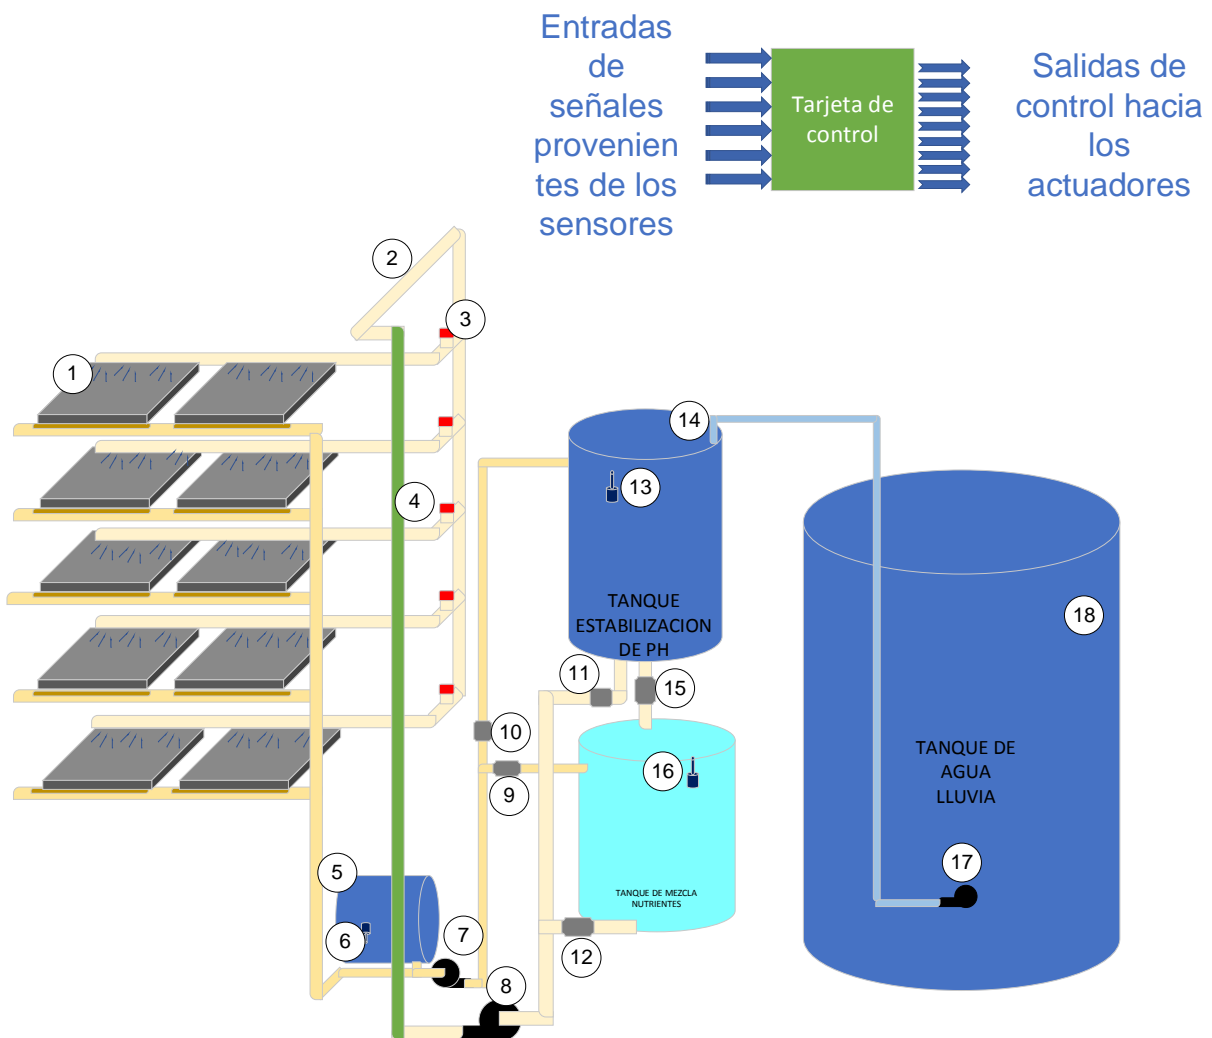 Entradas
de
señales
provenien
tes de los
sensores
Tarjeta de
control
Salidas de
control hacia
los
actuadores
2
3
1
14
4
13
TANQUE
ESTABILIZACION
DE PH
18
11
15
10
TANQUE DE
AGUA
LLUVIA
16
9
17
5
TANQUE DE MEZCLA
NUTRIENTES
6
7
12
8